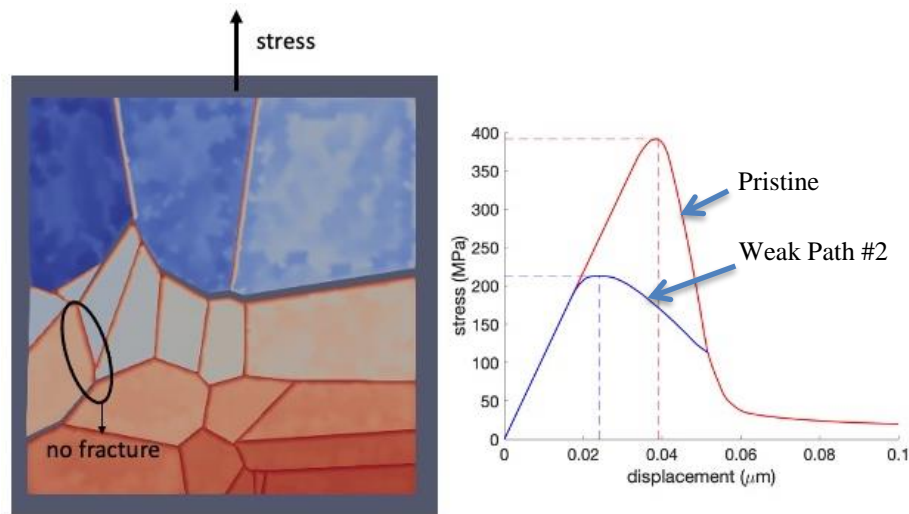 stress
no fracture
400
350
300
250
200
150
100
50
0
stress (MPa)
0
0.02
0.04
0.06
0.08
0.1
displacement (μm)
Pristine
Weak Path #2